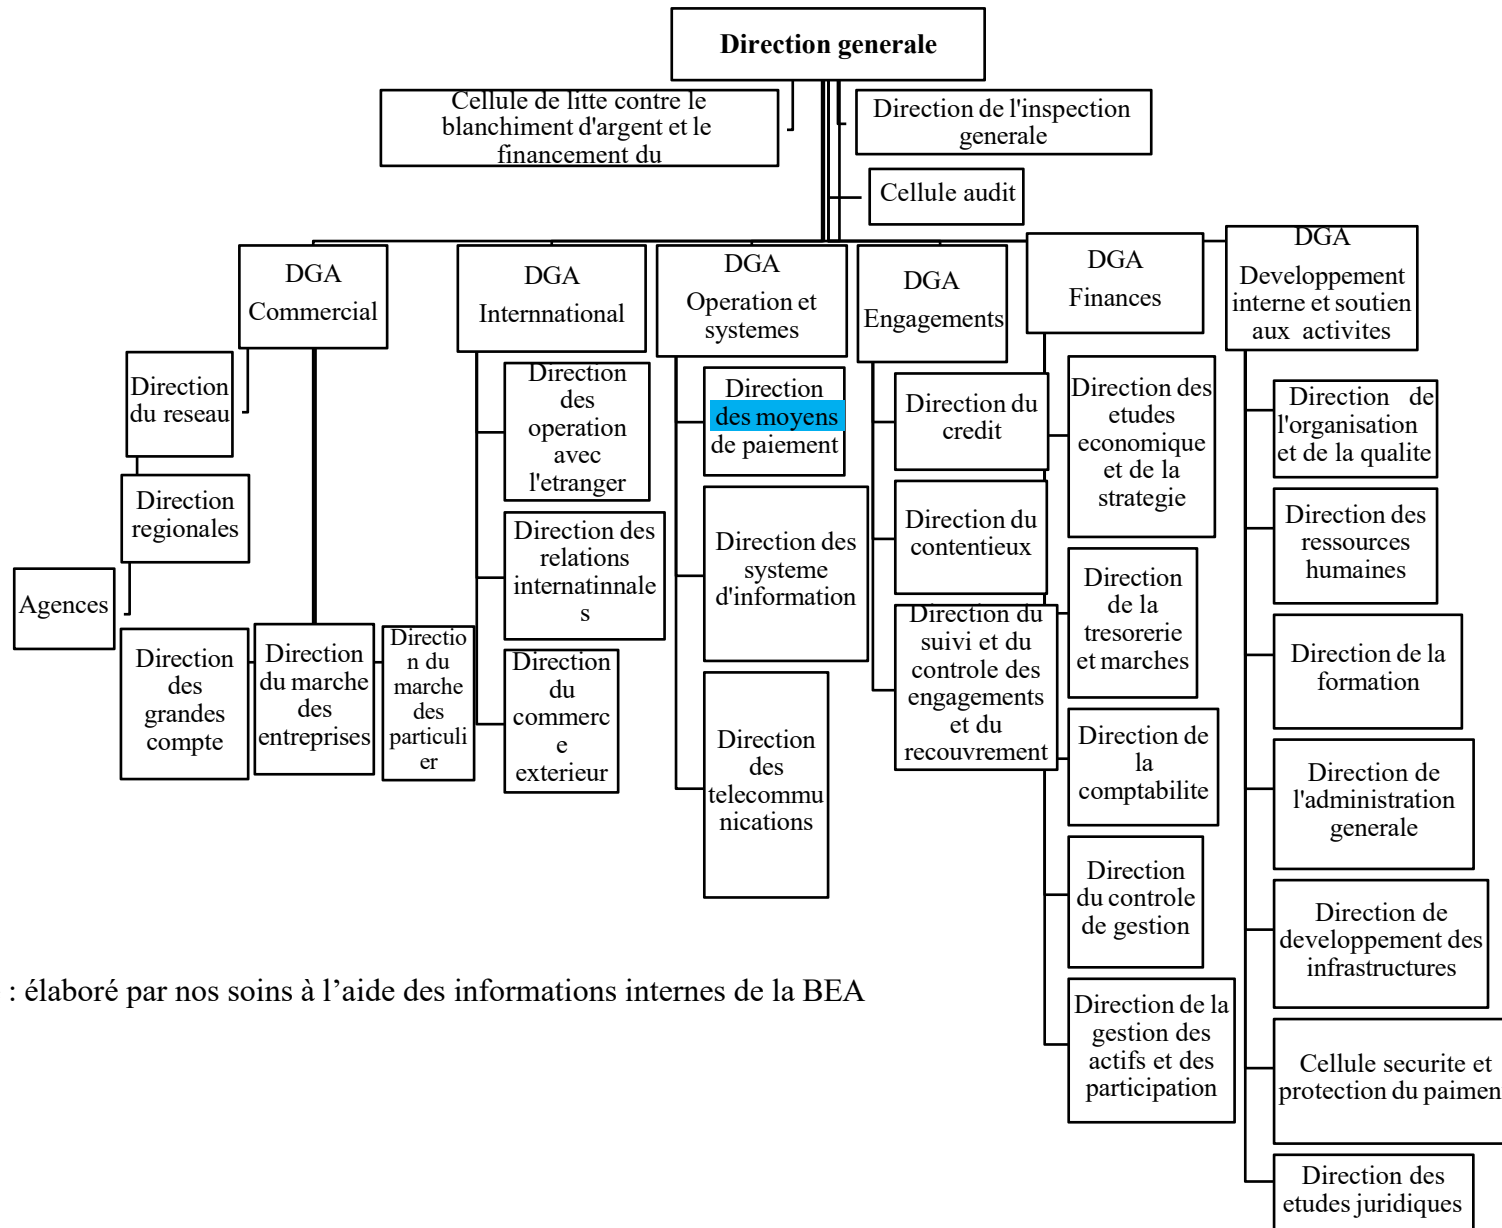 Direction generale
Cellule de litte contre le
blanchiment d'argent et le
financement du
Direction de l'inspection
generale
Cellule audit
DGA
Commercial
Direction
du reseau
Direction
regionales
Agences
Direction
des
grandes
compte
Direction
du marche
des
entreprises
Directio
n du
marche
des
particuli
er
DGA
Internnational
Direction
des
operation
avec
l'etranger
Direction des
relations
internatinnale
s
Direction
du
commerc
e
exterieur
DGA
Operation et
systemes
Direction
des moyens
de paiement
Direction des
systeme
d'information
Direction
des
telecommu
nications
DGA
Engagements
Direction du
credit
Direction du
contentieux
Direction du
suivi et du
controle des
engagements
et du
recouvrement
DGA
Finances
Direction des
etudes
economique
et de la
strategie
Direction
de la
tresorerie
et marches
Direction de
la
comptabilite
Direction
du controle
de gestion
Direction de la
gestion des
actifs et des
participation
DGA
Developpement
interne et soutien
aux activites
Direction de
l'organisation
et de la qualite
Direction des
ressources
humaines
Direction de la
formation
Direction de
l'administration
generale
Direction de
developpement des
infrastructures
Cellule securite et
protection du paimen
Direction des
etudes juridiques
: élaboré par nos soins à l’aide des informations internes de la BEA